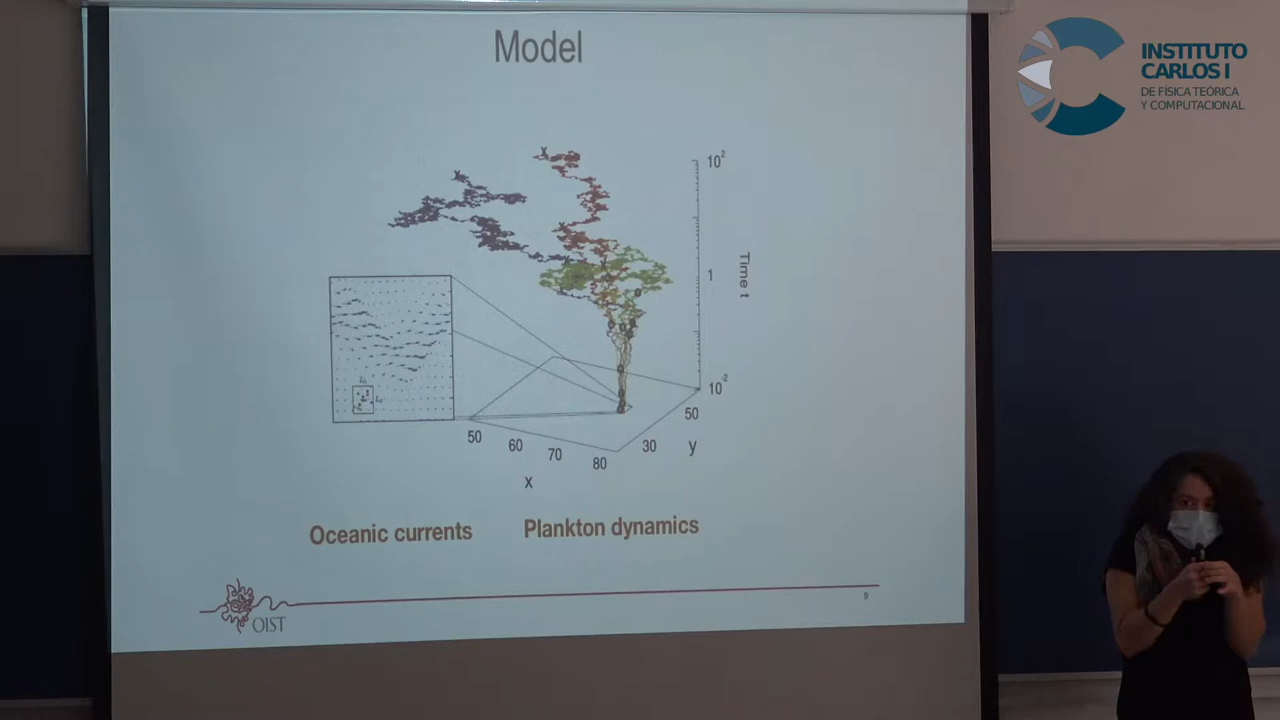 Model
INSTITUTO
CARLOS I
DE FÍSICA TEÓRICA
Y COMPUTACIONAL
10²
1
10⁻²
Time t
50
30
y
50
60
70
80
x
Oceanic currents
Plankton dynamics
OIST
9